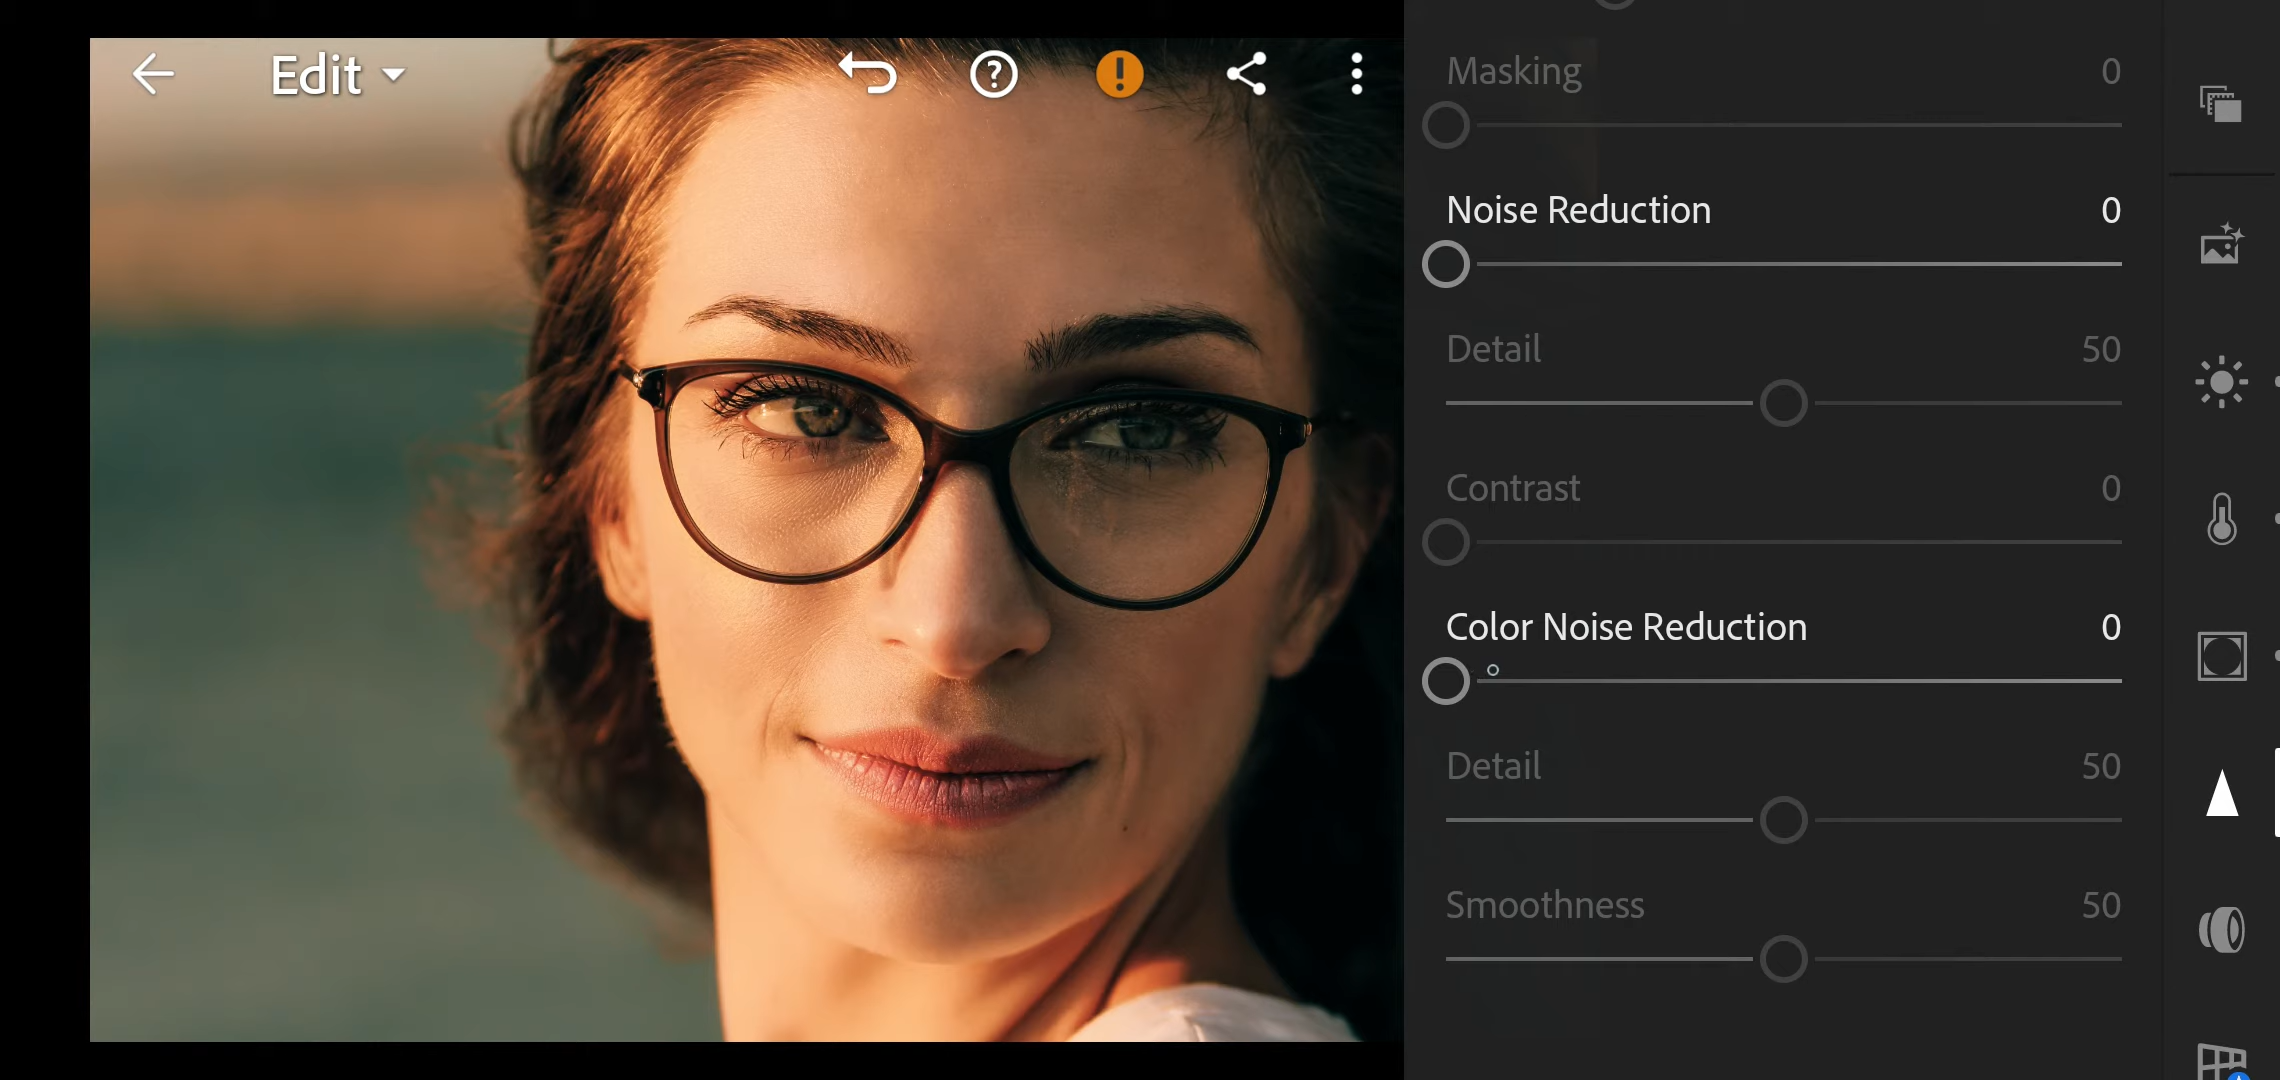 Edit
Masking 0
Noise Reduction 0
Detail 50
Contrast 0
Color Noise Reduction 0
Detail 50
Smoothness 50